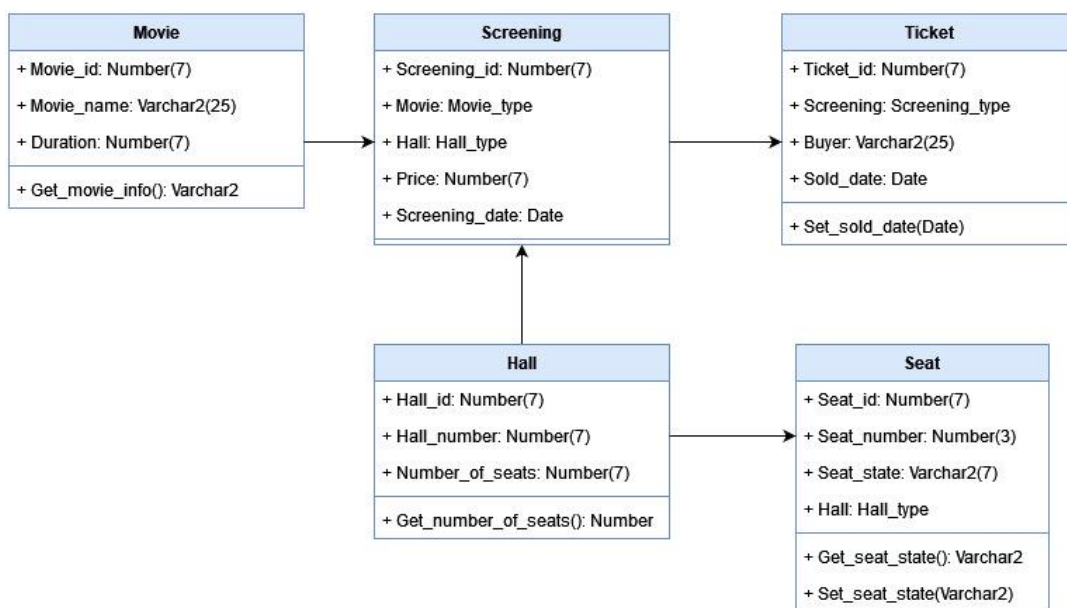 Movie
+ Movie_id: Number(7)
+ Movie_name: Varchar2(25)
+ Duration: Number(7)
+ Get_movie_info(): Varchar2
Screening
+ Screening_id: Number(7)
+ Movie: Movie_type
+ Hall: Hall_type
+ Price: Number(7)
+ Screening_date: Date
Ticket
+ Ticket_id: Number(7)
+ Screening: Screening_type
+ Buyer: Varchar2(25)
+ Sold_date: Date
+ Set_sold_date(Date)
Hall
+ Hall_id: Number(7)
+ Hall_number: Number(7)
+ Number_of_seats: Number(7)
+ Get_number_of_seats(): Number
Seat
+ Seat_id: Number(7)
+ Seat_number: Number(3)
+ Seat_state: Varchar2(7)
+ Hall: Hall_type
+ Get_seat_state(): Varchar2
+ Set_seat_state(Varchar2)